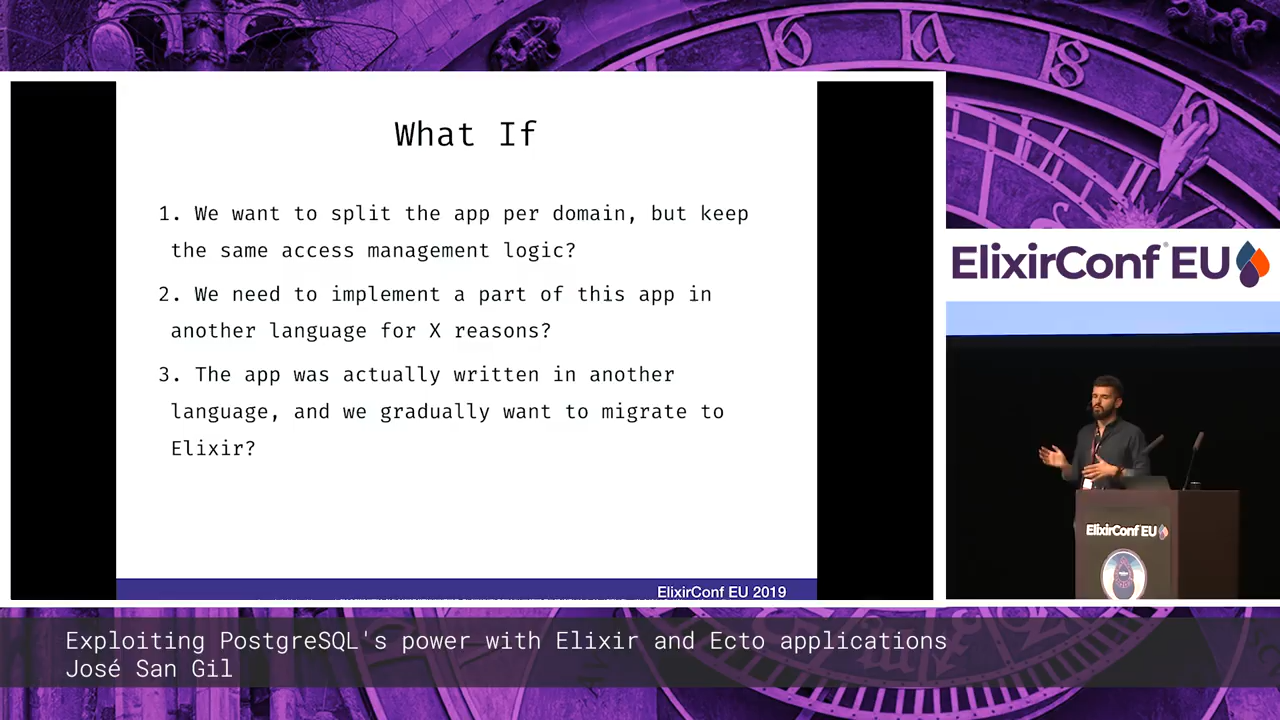 What If
1. We want to split the app per domain, but keep
the same access management logic?
2. We need to implement a part of this app in
another language for X reasons?
3. The app was actually written in another
language, and we gradually want to migrate to
Elixir?
ElixirConf EU 2019
ElixirConf® EU
ElixirConf EU
Exploiting PostgreSQL's power with Elixir and Ecto applications
José San Gil